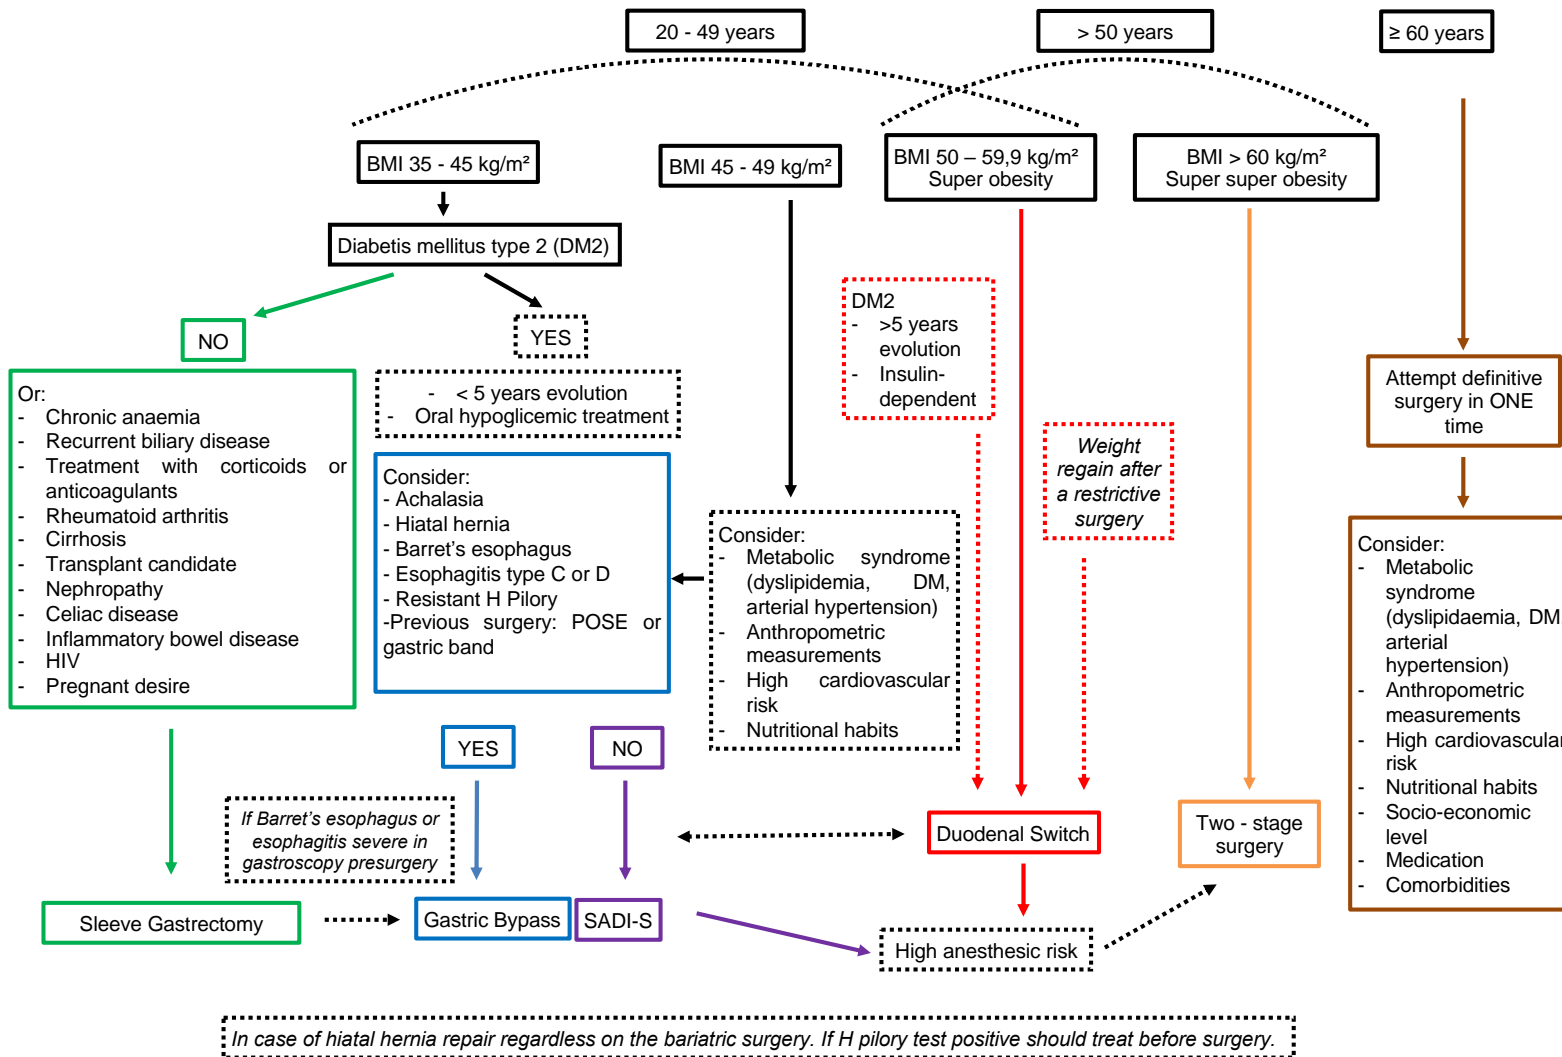 20 - 49 years
> 50 years
≥ 60 years
BMI 35 - 45 kg/m²
BMI 45 - 49 kg/m²
BMI 50 – 59,9 kg/m²
Super obesity
BMI > 60 kg/m²
Super super obesity
Diabetis mellitus type 2 (DM2)
NO
YES
Or:
- Chronic anaemia
- Recurrent biliary disease
- Treatment with corticoids or
anticoagulants
- Rheumatoid arthritis
- Cirrhosis
- Transplant candidate
- Nephropathy
- Celiac disease
- Inflammatory bowel disease
- HIV
- Pregnant desire
- < 5 years evolution
- Oral hypoglicemic treatment
Consider:
- Achalasia
- Hiatal hernia
- Barret's esophagus
- Esophagitis type C or D
- Resistant H Pilory
-Previous surgery: POSE or
gastric band
Consider:
- Metabolic syndrome
(dyslipidemia, DM,
arterial hypertension)
- Anthropometric
measurements
- High cardiovascular
risk
- Nutritional habits
DM2
- >5 years
evolution
- Insulin-
dependent
Weight
regain after
a restrictive
surgery
Attempt definitive
surgery in ONE
time
Consider:
- Metabolic
syndrome
(dyslipidaemia, DM,
arterial
hypertension)
- Anthropometric
measurements
- High cardiovascular
risk
- Nutritional habits
- Socio-economic
level
- Medication
- Comorbidities
YES
NO
If Barret's esophagus or
esophagitis severe in
gastroscopy presurgery
Duodenal Switch
Two - stage
surgery
Sleeve Gastrectomy
Gastric Bypass
SADI-S
High anesthesic risk
In case of hiatal hernia repair regardless on the bariatric surgery. If H pilory test positive should treat before surgery.